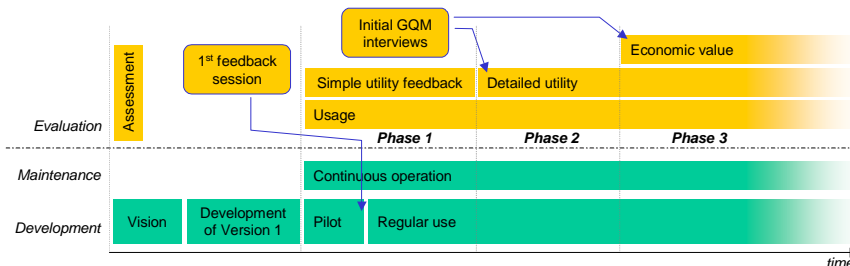 Initial GQM
interviews
Economic value
1st feedback
session
Assessment
Simple utility feedback
Detailed utility
Usage
Evaluation
Phase 1
Phase 2
Phase 3
Maintenance
Continuous operation
Development
Vision
Development
of Version 1
Pilot
Regular use
time